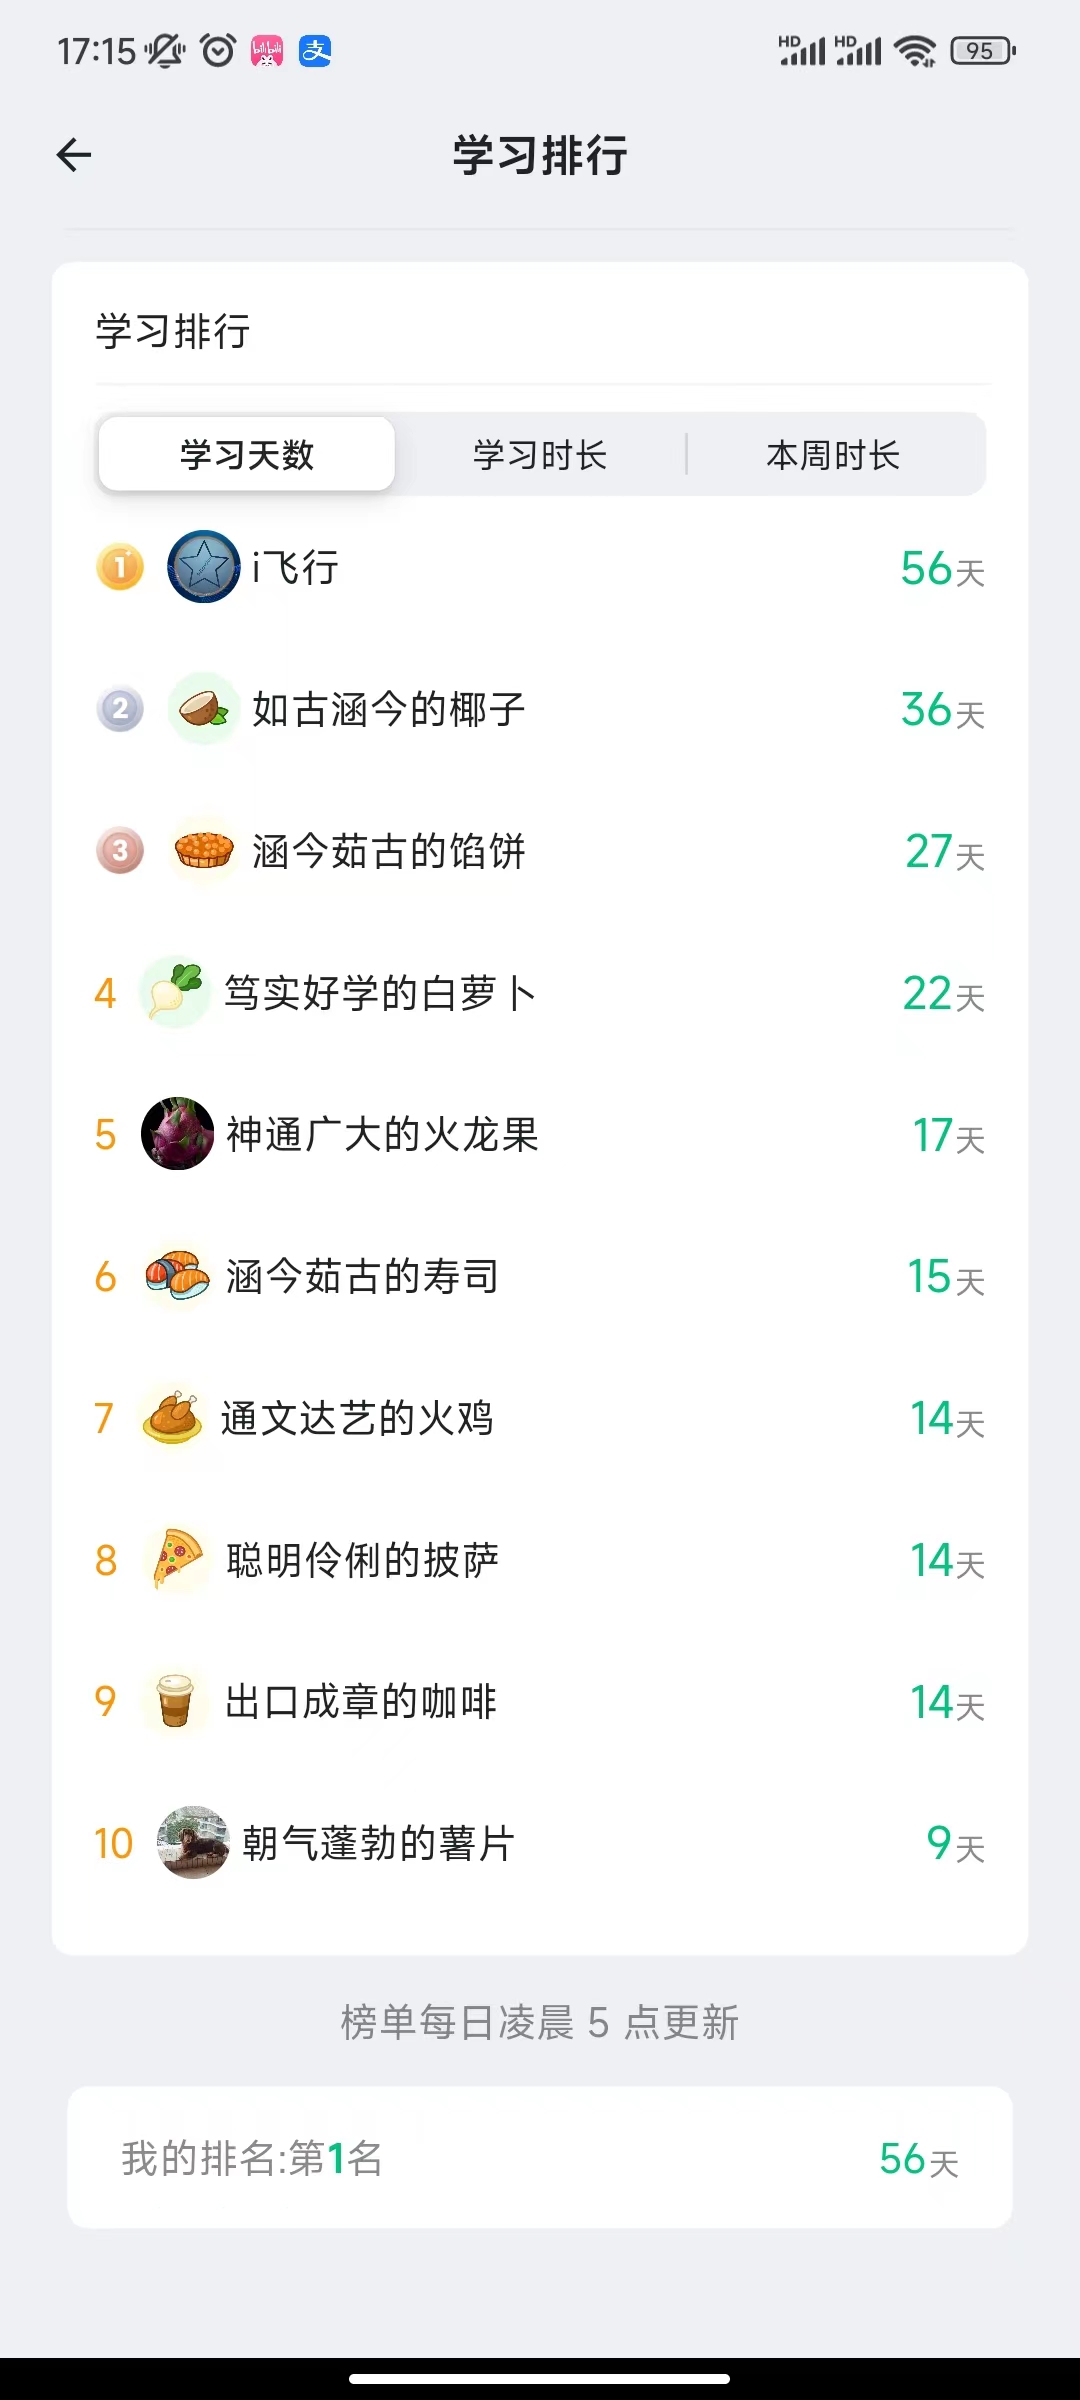 17:15 HD HD 95
学习排行
学习排行
学习天数 学习时长 本周时长
1 i飞行 56天
2 如古涵今的椰子 36天
3 涵今茹古的馅饼 27天
4 笃实好学的白萝卜 22天
5 神通广大的火龙果 17天
6 涵今茹古的寿司 15天
7 通文达艺的火鸡 14天
8 聪明伶俐的披萨 14天
9 出口成章的咖啡 14天
10 朝气蓬勃的薯片 9天
榜单每日凌晨 5 点更新
我的排名:第1名 56天